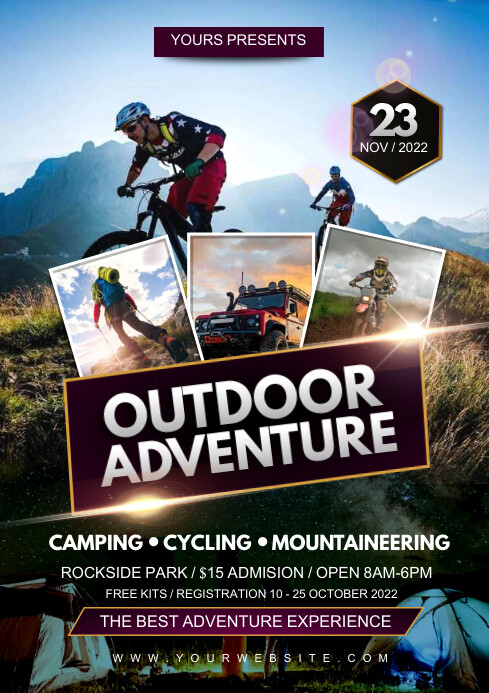 YOURS PRESENTS
23
NOV / 2022
OUTDOOR
ADVENTURE
CAMPING • CYCLING • MOUNTAINEERING
ROCKSIDE PARK / $15 ADMISION / OPEN 8AM-6PM
FREE KITS / REGISTRATION 10 - 25 OCTOBER 2022
THE BEST ADVENTURE EXPERIENCE
WWW.YOURWEBSITE.COM